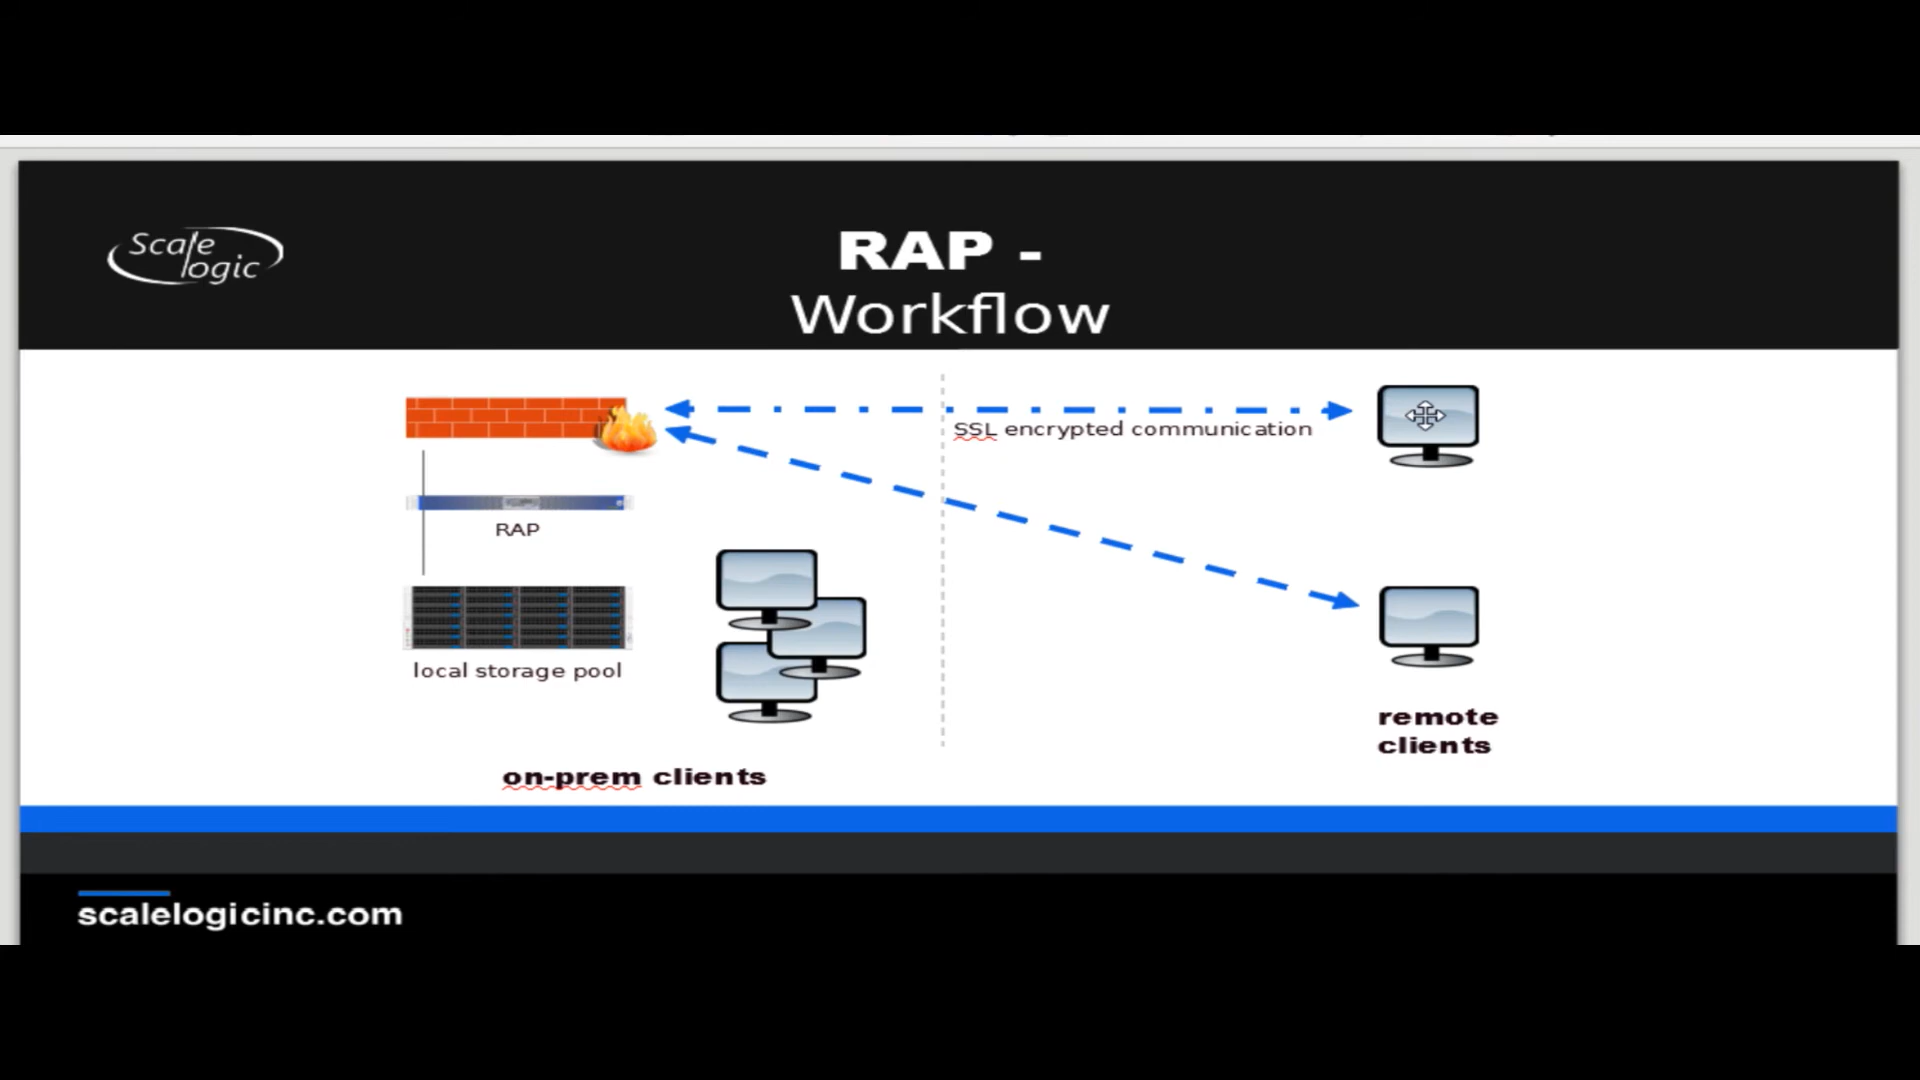 Scale
logic
RAP -
Workflow
SSL encrypted communication
RAP
local storage pool
remote
clients
on-prem clients
scalelogicinc.com